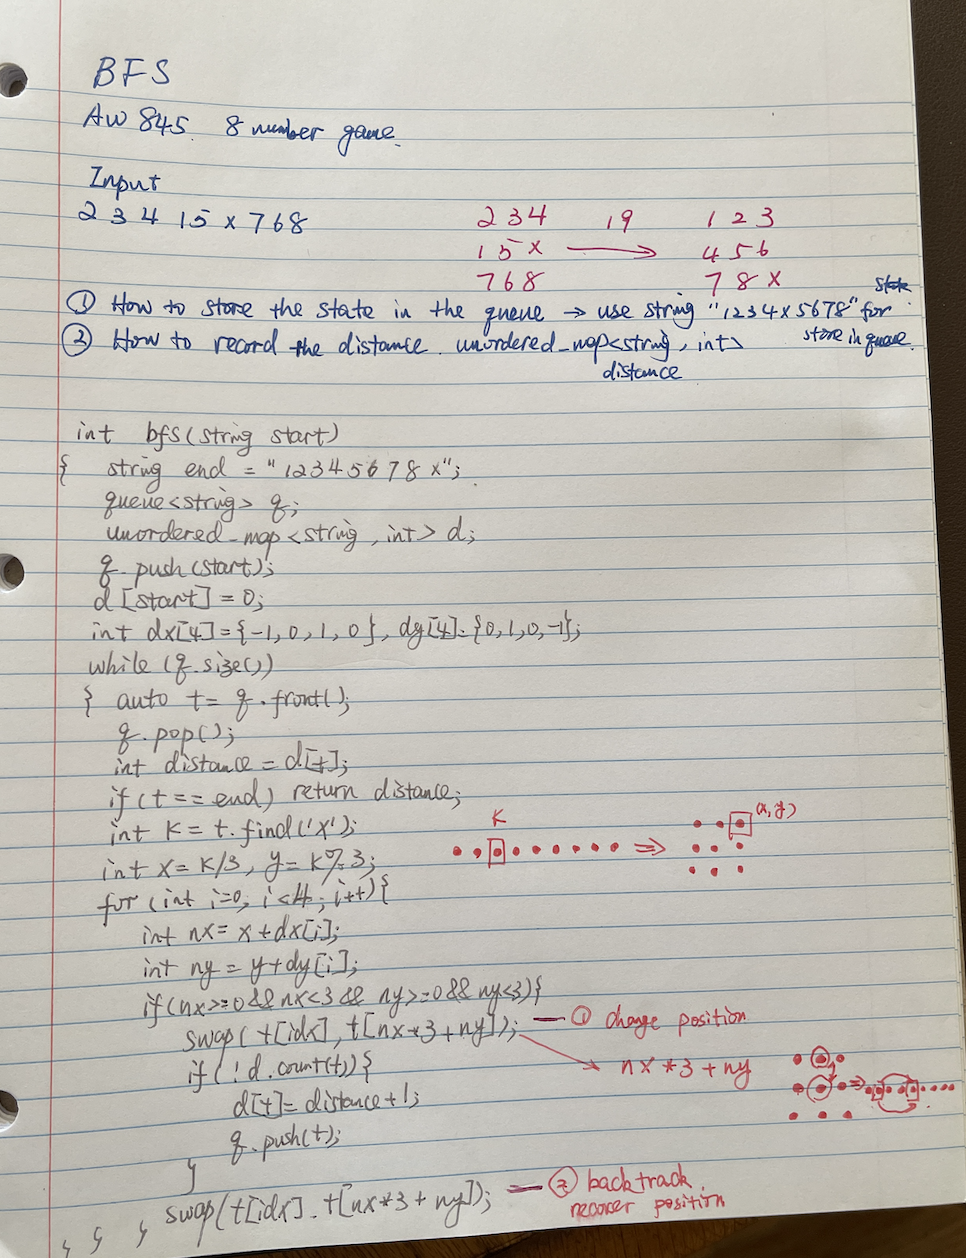 BFS
AW 845. 8 number game.
Input
2 3 4 1 5 x 7 6 8
2 3 4 19 1 2 3
1 5 x 4 5 6
7 6 8 7 8 x
① How to store the state in the queue → use string "1234x5678" for
store in queue.
② How to record the distance. unordered_map<string, int>
distance
int bfs(string start)
{ string end = "12345678x";
queue<string> q;
unordered_map<string, int> d;
q.push(start);
d[start] = 0;
int dx[4]={-1, 0, 1, 0}, dy[4]={0,1,0,-1};
while (q.size())
{ auto t = q.front();
q.pop();
int distance = d[t];
if(t == end) return distance;
int K = t.find('x');
K
(x,y)
int x = K/3, y = K%3;
for (int i=0; i<4; i++){
int nx = x + dx[i];
int ny = y + dy[i];
if(nx>=0 && nx<3 && ny>=0 && ny<3){
swap( t[idx], t[nx*3+ny]); — ① change position
nx*3+ny
if (!d.count(t)){
d[t]=distance+1;
q.push(t);
}
swap(t[idx], t[nx*3+ny]); — ② backtrack.
recover position
} } }